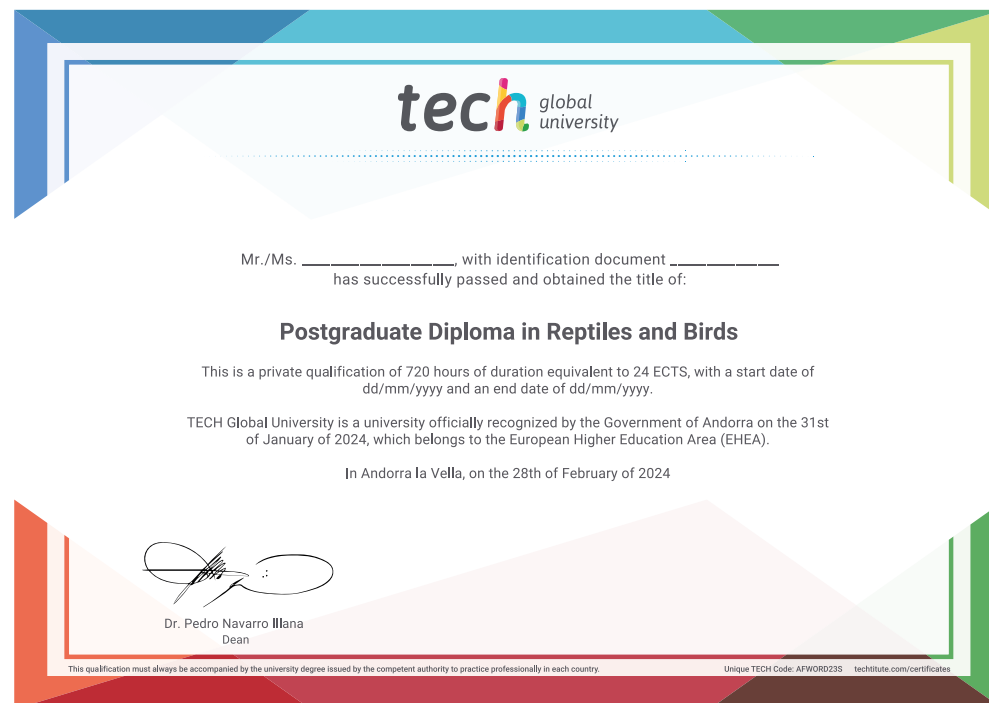 tech global university
Mr./Ms. ____________________, with identification document ______________
has successfully passed and obtained the title of:
Postgraduate Diploma in Reptiles and Birds
This is a private qualification of 720 hours of duration equivalent to 24 ECTS, with a start date of
dd/mm/yyyy and an end date of dd/mm/yyyy.
TECH Global University is a university officially recognized by the Government of Andorra on the 31st
of January of 2024, which belongs to the European Higher Education Area (EHEA).
In Andorra la Vella, on the 28th of February of 2024
Dr. Pedro Navarro Illana
Dean
This qualification must always be accompanied by the university degree issued by the competent authority to practice professionally in each country. Unique TECH Code: AFWORD23S techtitute.com/certificates